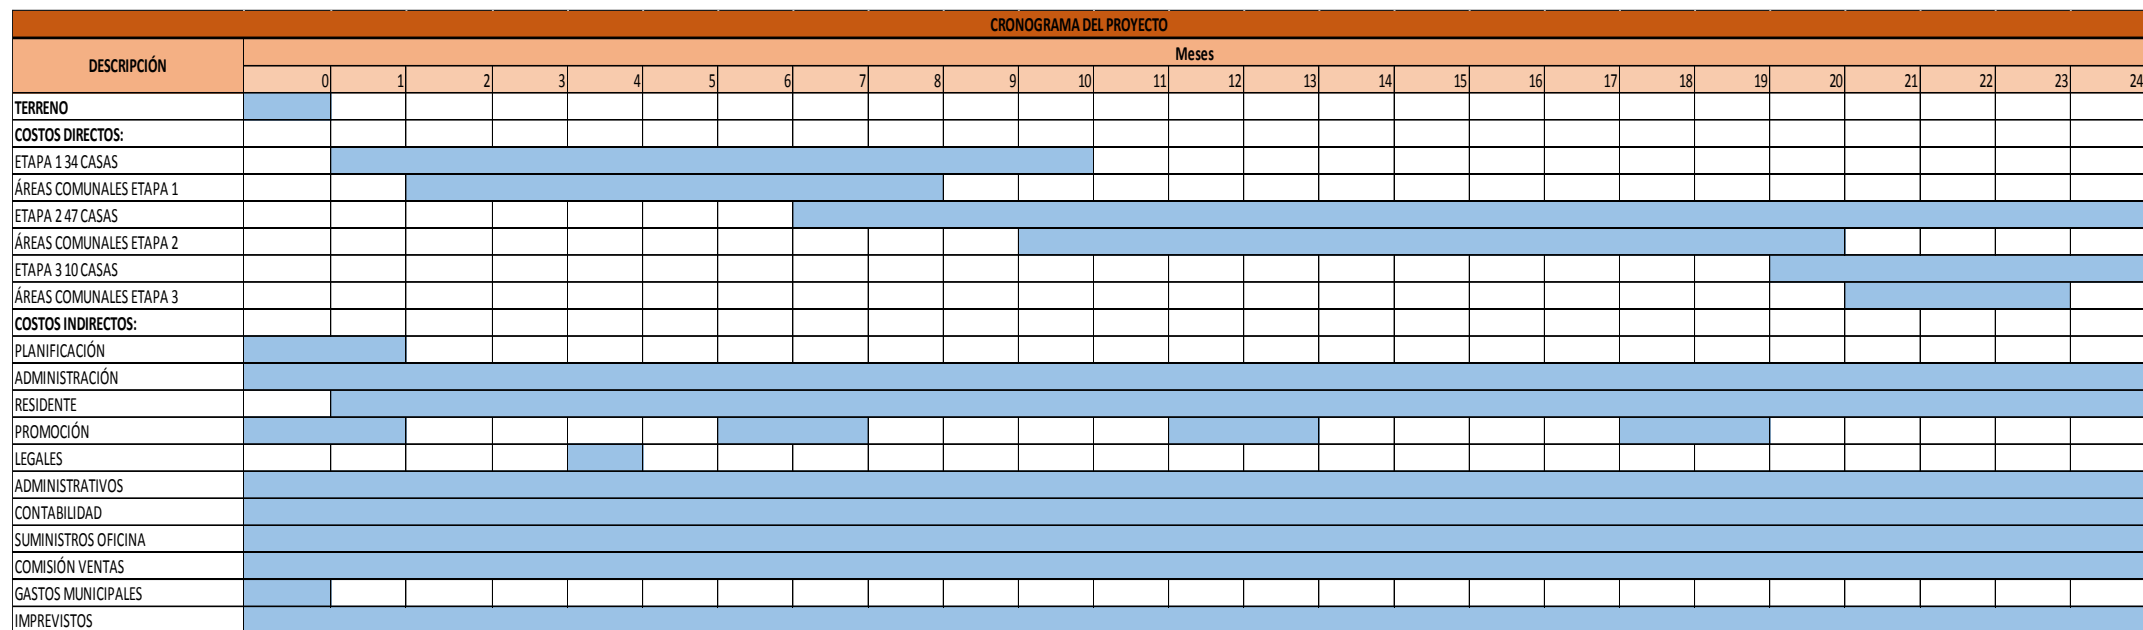 CRONOGRAMA DEL PROYECTO
DESCRIPCIÓN
Meses
0 1 2 3 4 5 6 7 8 9 10 11 12 13 14 15 16 17 18 19 20 21 22 23 24
TERRENO
COSTOS DIRECTOS:
ETAPA 1 34 CASAS
ÁREAS COMUNALES ETAPA 1
ETAPA 2 47 CASAS
ÁREAS COMUNALES ETAPA 2
ETAPA 3 10 CASAS
ÁREAS COMUNALES ETAPA 3
COSTOS INDIRECTOS:
PLANIFICACIÓN
ADMINISTRACIÓN
RESIDENTE
PROMOCIÓN
LEGALES
ADMINISTRATIVOS
CONTABILIDAD
SUMINISTROS OFICINA
COMISIÓN VENTAS
GASTOS MUNICIPALES
IMPREVISTOS